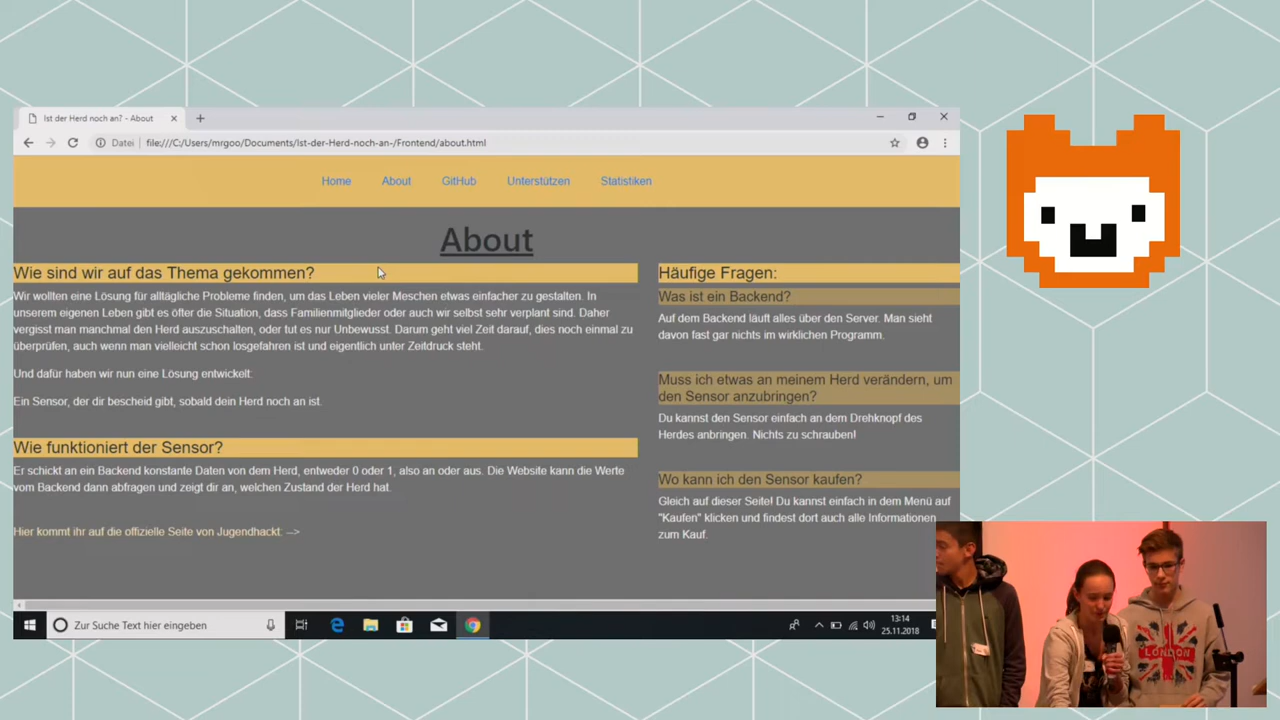 Ist der Herd noch an? - About
Datei
file:///C:/Users/mrgoo/Documents/Ist-der-Herd-noch-an-/Frontend/about.html
Home About GitHub Unterstützen Statistiken
About
Wie sind wir auf das Thema gekommen?
Wir wollten eine Lösung für alltägliche Probleme finden, um das Leben vieler Meschen etwas einfacher zu gestalten. In
unserem eigenen Leben gibt es öfter die Situation, dass Familienmitglieder oder auch wir selbst sehr verplant sind. Daher
vergisst man manchmal den Herd auszuschalten, oder tut es nur Unbewusst. Darum geht viel Zeit darauf, dies noch einmal zu
überprüfen, auch wenn man vielleicht schon losgefahren ist und eigentlich unter Zeitdruck steht.
Und dafür haben wir nun eine Lösung entwickelt:
Ein Sensor, der dir bescheid gibt, sobald dein Herd noch an ist.
Wie funktioniert der Sensor?
Er schickt an ein Backend konstante Daten von dem Herd, entweder 0 oder 1, also an oder aus. Die Website kann die Werte
vom Backend dann abfragen und zeigt dir an, welchen Zustand der Herd hat.
Hier kommt ihr auf die offizielle Seite von Jugendhackt: -->
Häufige Fragen:
Was ist ein Backend?
Auf dem Backend läuft alles über den Server. Man sieht
davon fast gar nichts im wirklichen Programm.
Muss ich etwas an meinem Herd verändern, um
den Sensor anzubringen?
Du kannst den Sensor einfach an dem Drehknopf des
Herdes anbringen. Nichts zu schrauben!
Wo kann ich den Sensor kaufen?
Gleich auf dieser Seite! Du kannst einfach in dem Menü auf
"Kaufen" klicken und findest dort auch alle Informationen
zum Kauf.
Zur Suche Text hier eingeben
13:14
25.11.2018
LONDON